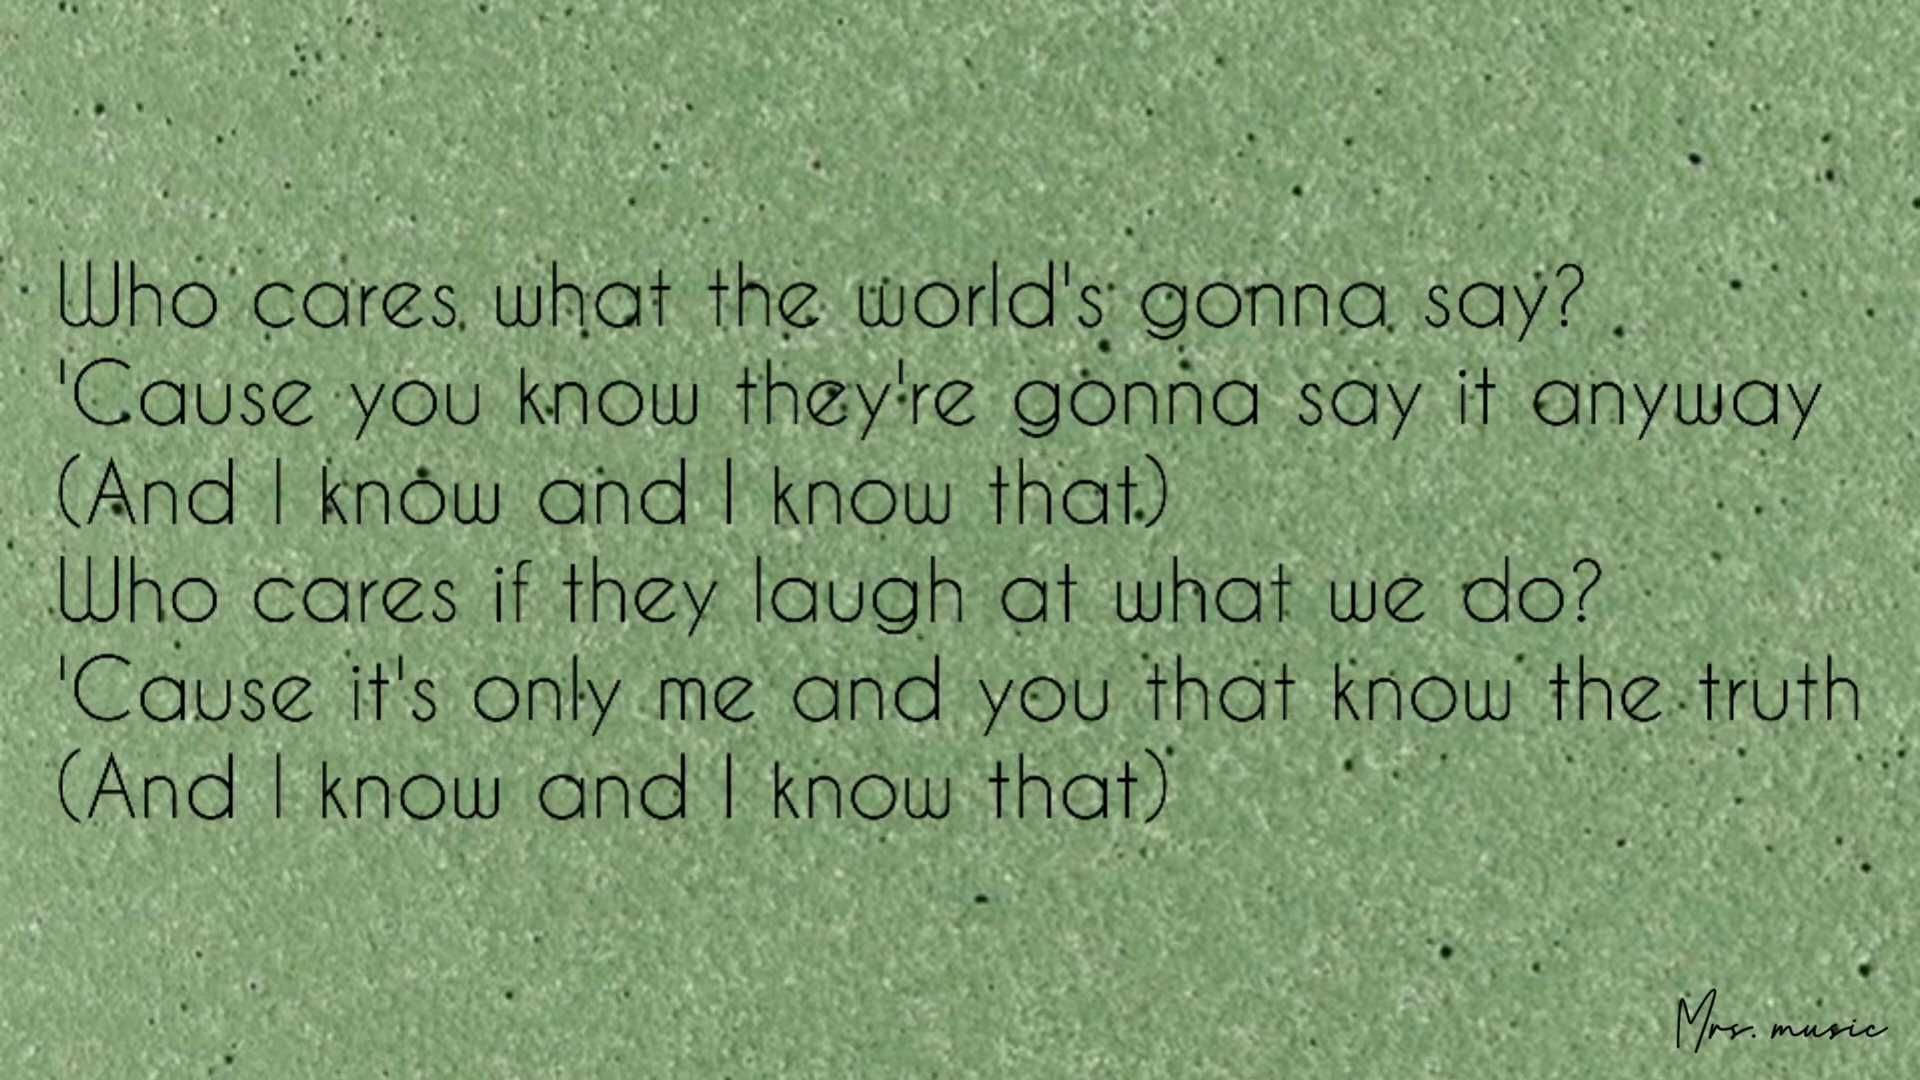 Who cares what the world's gonna say?
'Cause you know they're gonna say it anyway
(And I know and I know that)
Who cares if they laugh at what we do?
'Cause it's only me and you that know the truth
(And I know and I know that)
Mrs. music